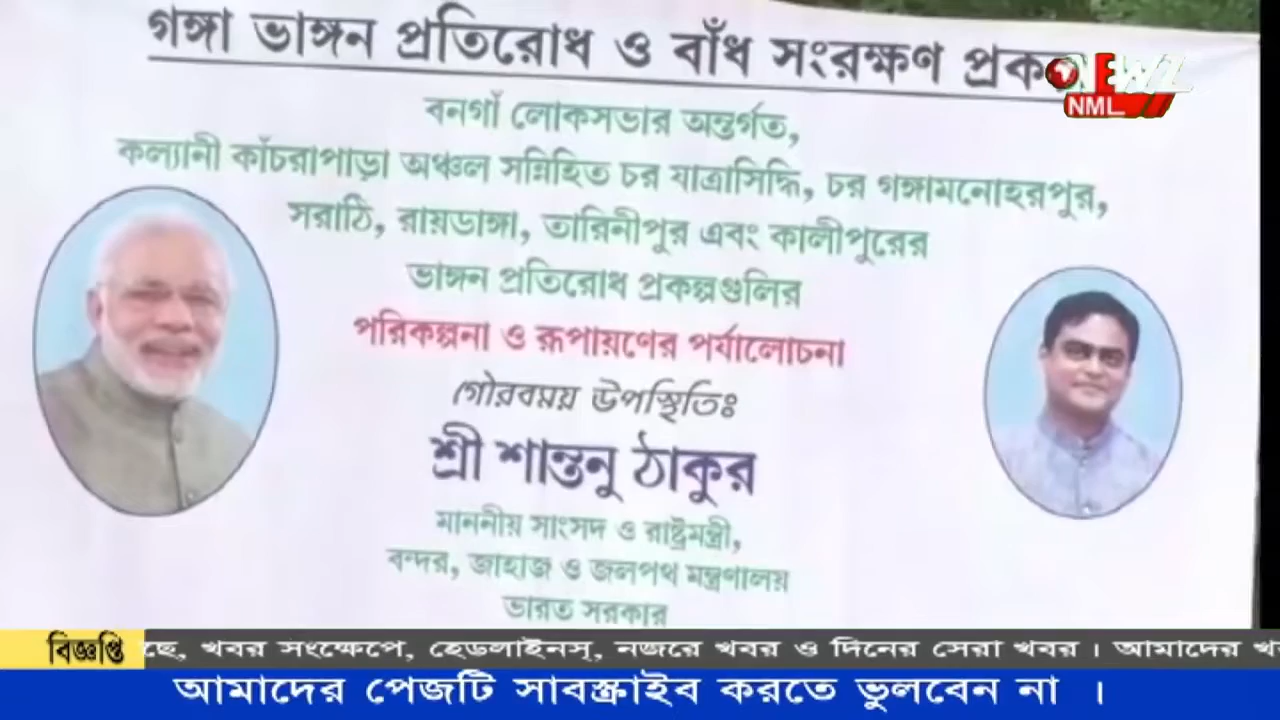 গঙ্গা ভাঙ্গন প্রতিরোধ ও বাঁধ সংরক্ষণ
NEWZ
NML
বনগাঁ লোকসভার অন্তর্গত,
কল্যানী কাঁচরাপাড়া অঞ্চল সন্নিহিত চর যাত্রাসিদ্ধি, চর গঙ্গামনোহরপুর,
সরাঠি, রায়ডাঙ্গা, তারিনীপুর এবং কালীপুরের
ভাঙ্গন প্রতিরোধ প্রকল্পগুলির
পরিকল্পনা ও রূপায়ণের পর্যালোচনা
গৌরবময় উপস্থিতিঃ
শ্রী শান্তনু ঠাকুর
মাননীয় সাংসদ ও রাষ্ট্রমন্ত্রী,
বন্দর, জাহাজ ও জলপথ মন্ত্রণালয়
ভারত সরকার
বিজ্ঞপ্তি
খবর সংক্ষেপে, হেডলাইনস্, নজরে খবর ও দিনের সেরা খবর । আমাদের
আমাদের পেজটি সাবস্ক্রাইব করতে ভুলবেন না ।